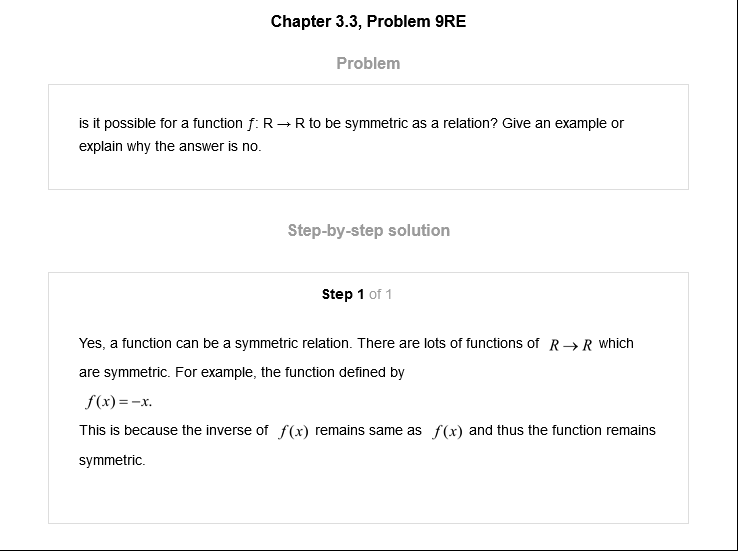 Chapter 3.3, Problem 9RE
Problem
is it possible for a function f: R → R to be symmetric as a relation? Give an example or
explain why the answer is no.
Step-by-step solution
Step 1 of 1
Yes, a function can be a symmetric relation. There are lots of functions of R → R which
are symmetric. For example, the function defined by
f(x) = −x.
This is because the inverse of f(x) remains same as f(x) and thus the function remains
symmetric.